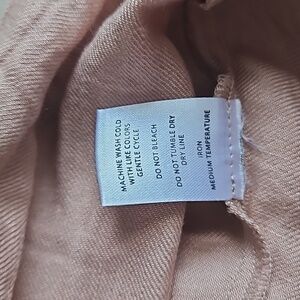 MACHINE WASH COLD
WITH LIKE COLORS
GENTLE CYCLE
DO NOT BLEACH
DO NOT TUMBLE DRY
DRY LINE
IRON
MEDIUM TEMPERATURE